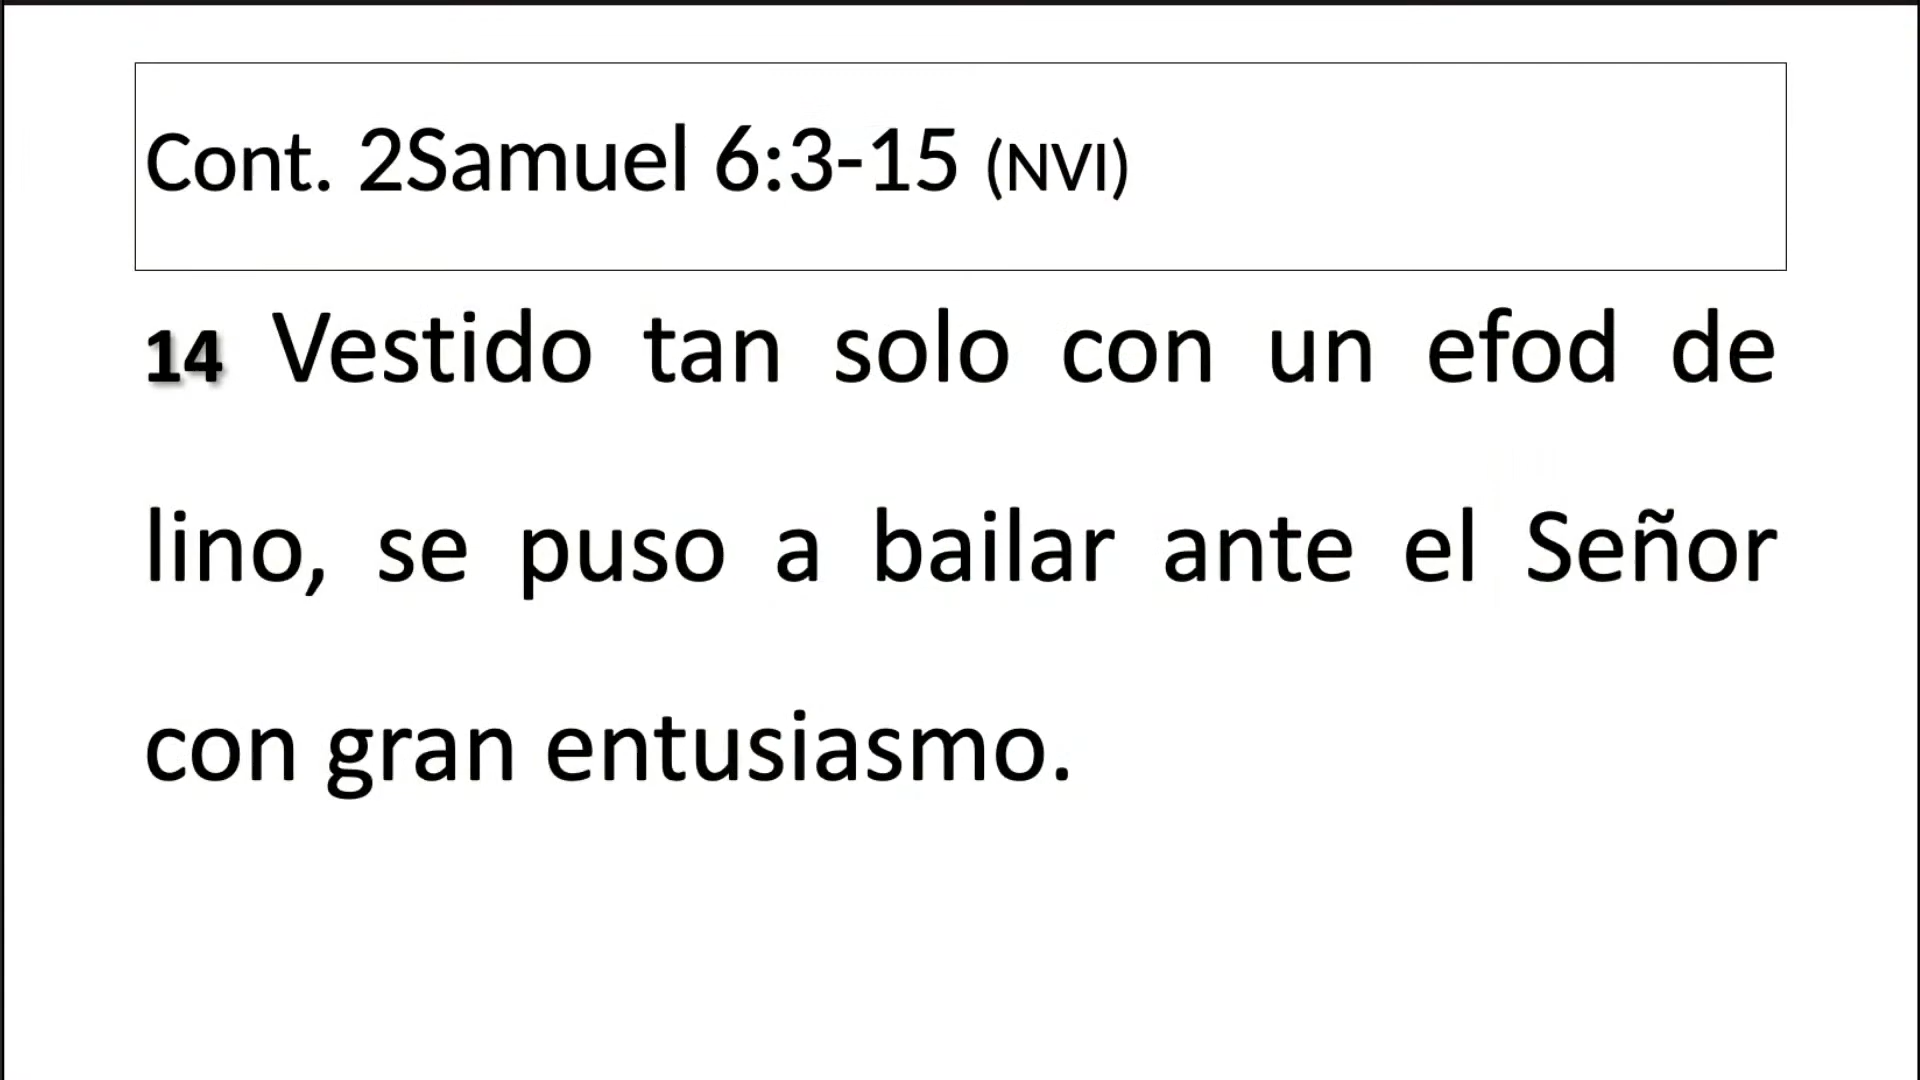 Cont. 2Samuel 6:3-15 (NVI)
14 Vestido tan solo con un efod de
lino, se puso a bailar ante el Señor
con gran entusiasmo.